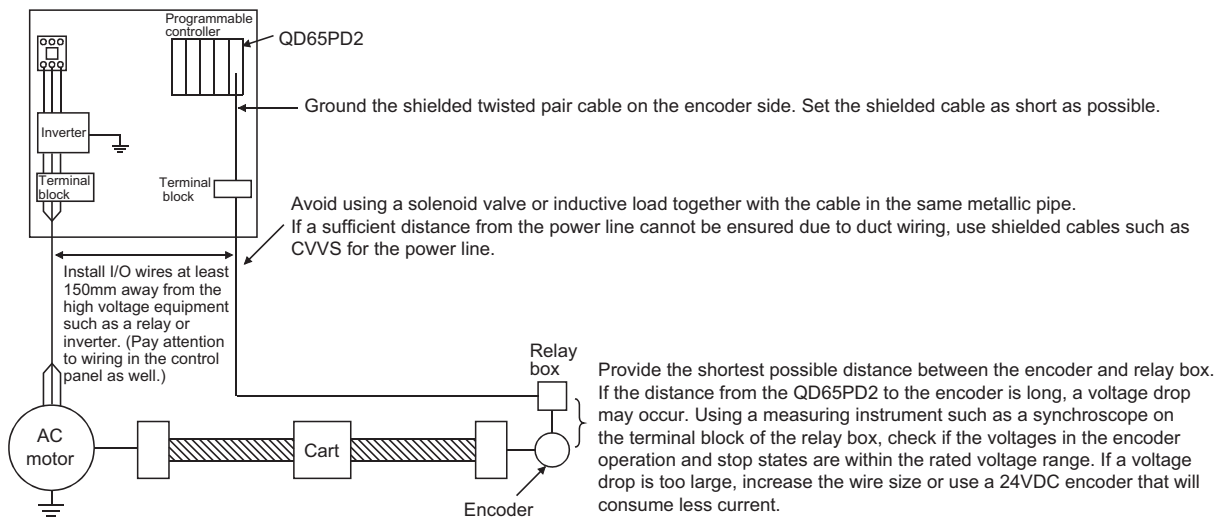 Programmable
controller
QD65PD2
Ground the shielded twisted pair cable on the encoder side. Set the shielded cable as short as possible.
Inverter
Terminal
block
Terminal
block
Avoid using a solenoid valve or inductive load together with the cable in the same metallic pipe.
If a sufficient distance from the power line cannot be ensured due to duct wiring, use shielded cables such as
CVVS for the power line.
Install I/O wires at least
150mm away from the
high voltage equipment
such as a relay or
inverter. (Pay attention
to wiring in the control
panel as well.)
Relay
box
Provide the shortest possible distance between the encoder and relay box.
If the distance from the QD65PD2 to the encoder is long, a voltage drop
may occur. Using a measuring instrument such as a synchroscope on
the terminal block of the relay box, check if the voltages in the encoder
operation and stop states are within the rated voltage range. If a voltage
drop is too large, increase the wire size or use a 24VDC encoder that will
consume less current.
AC
motor
Cart
Encoder